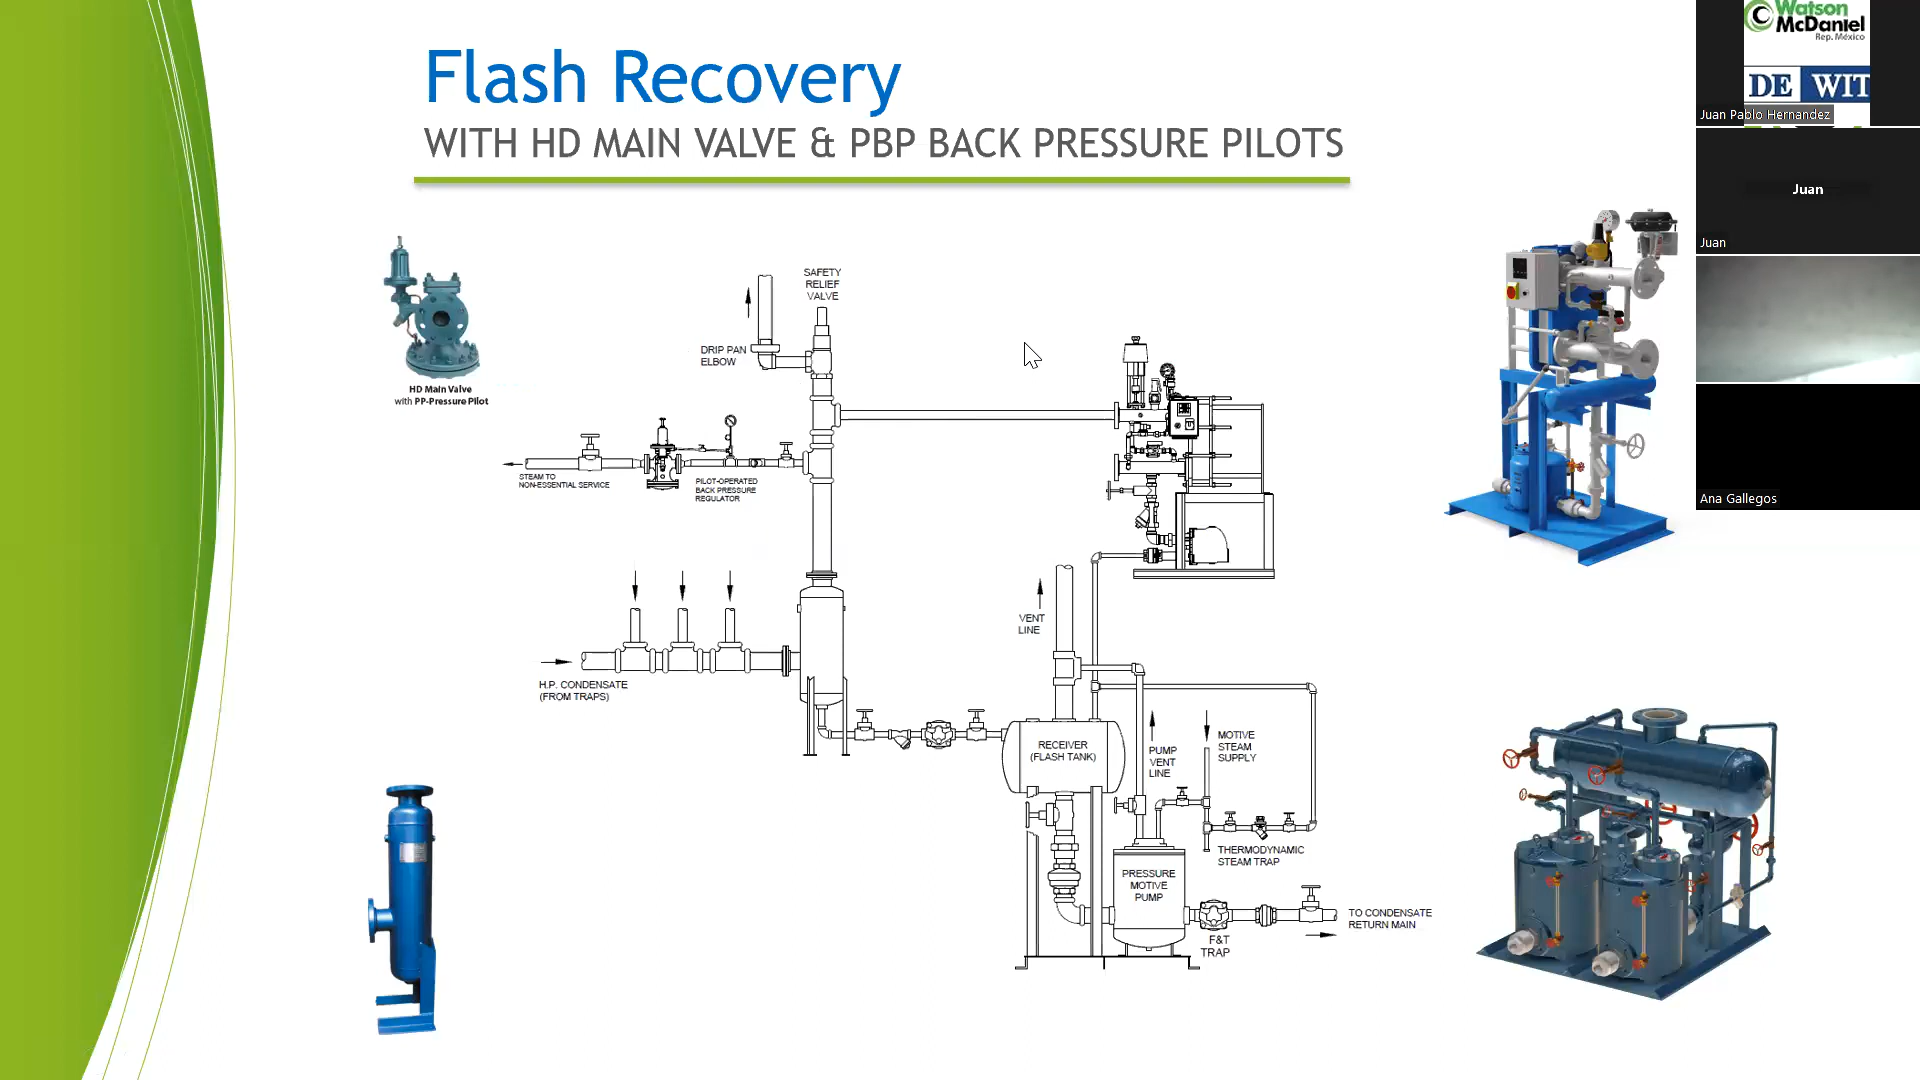 Flash Recovery
WITH HD MAIN VALVE & PBP BACK PRESSURE PILOTS
HD Main Valve
with PP-Pressure Pilot
SAFETY
RELIEF
VALVE
DRIP PAN
ELBOW
STEAM TO
NON-ESSENTIAL SERVICE
PILOT-OPERATED
BACK PRESSURE
REGULATOR
H.P. CONDENSATE
(FROM TRAPS)
VENT
LINE
RECEIVER
(FLASH TANK)
PUMP
VENT
LINE
MOTIVE
STEAM
SUPPLY
THERMODYNAMIC
STEAM TRAP
PRESSURE
MOTIVE
PUMP
F&T
TRAP
TO CONDENSATE
RETURN MAIN
Watson
McDaniel
Rep. México
DE WIT
Juan Pablo Hernandez
Juan
Juan
Ana Gallegos